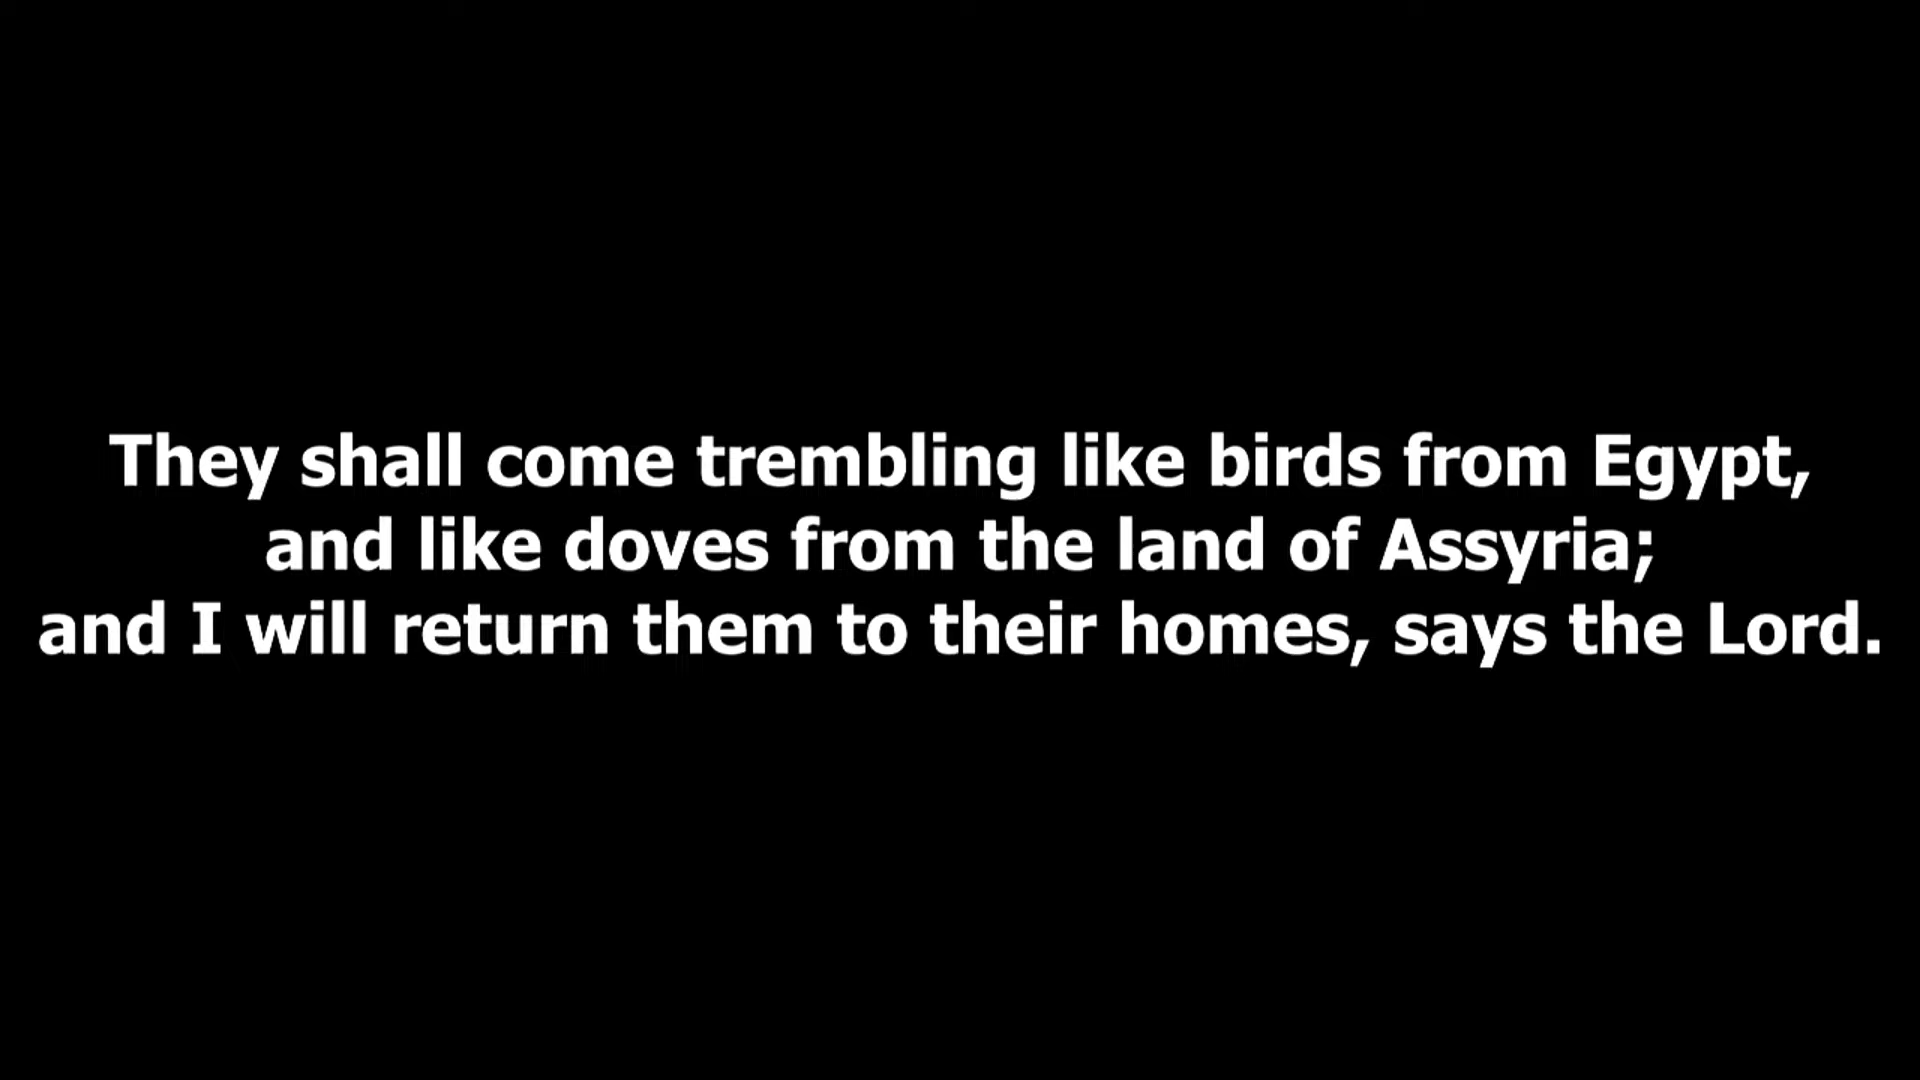 They shall come trembling like birds from Egypt,
and like doves from the land of Assyria;
and I will return them to their homes, says the Lord.